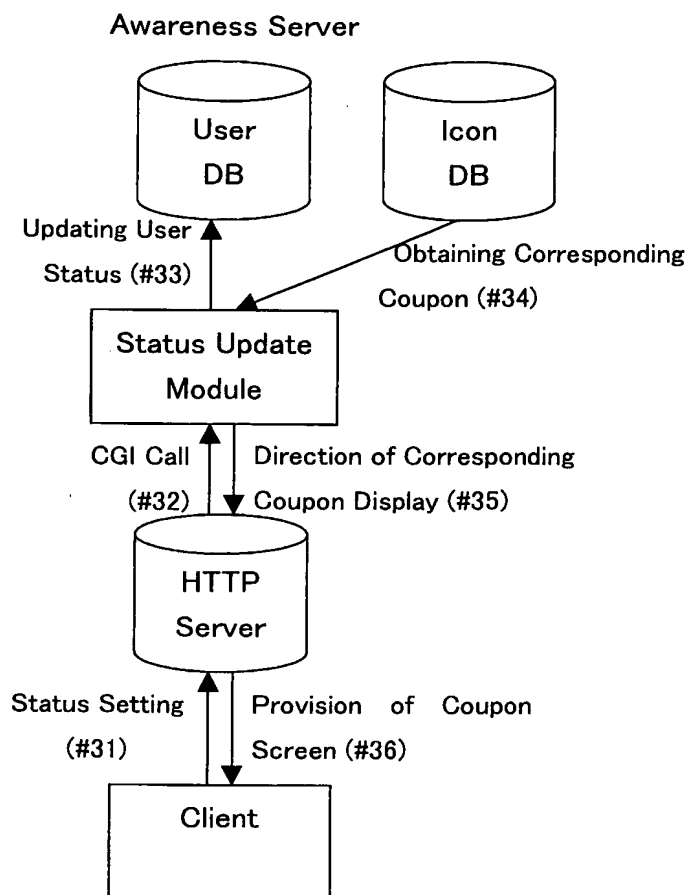 Awareness Server
User
DB
Icon
DB
Updating User
Status (#33)
Obtaining Corresponding
Coupon (#34)
Status Update
Module
CGI Call
(#32)
Direction of Corresponding
Coupon Display (#35)
HTTP
Server
Status Setting
(#31)
Provision of Coupon
Screen (#36)
Client